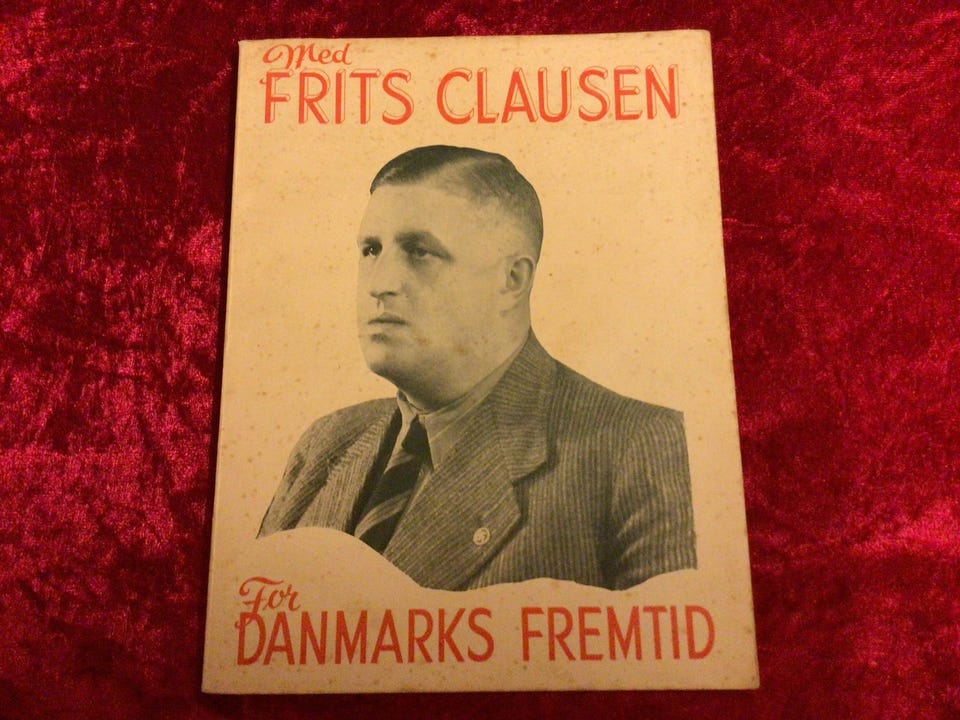 Med
FRITS CLAUSEN
For
DANMARKS FREMTID